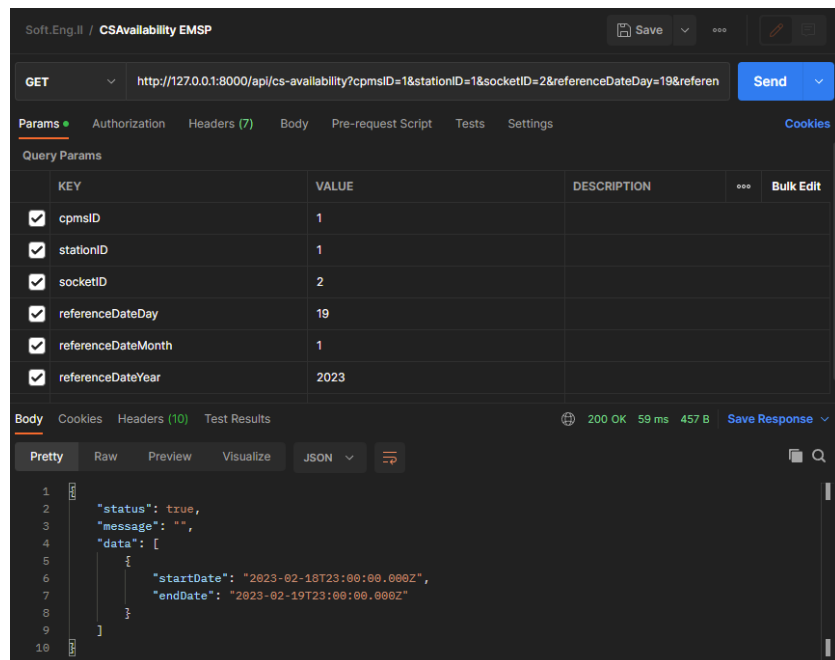 Soft.Eng.II / CSAvailability EMSP Save
GET http://127.0.0.1:8000/api/cs-availability?cpmsID=1&stationID=1&socketID=2&referenceDateDay=19&referen Send
Params Authorization Headers (7) Body Pre-request Script Tests Settings Cookies
Query Params
KEY VALUE DESCRIPTION Bulk Edit
cpmsID 1
stationID 1
socketID 2
referenceDateDay 19
referenceDateMonth 1
referenceDateYear 2023
Body Cookies Headers (10) Test Results 200 OK 59 ms 457 B Save Response
Pretty Raw Preview Visualize JSON
1 {
2 "status": true,
3 "message": "",
4 "data": [
5 {
6 "startDate": "2023-02-18T23:00:00.000Z",
7 "endDate": "2023-02-19T23:00:00.000Z"
8 }
9 ]
10 }